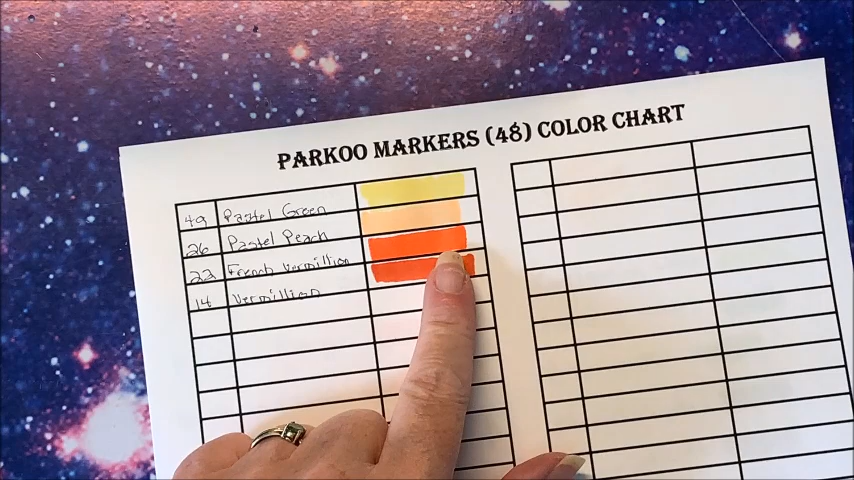 PARKOO MARKERS (48) COLOR CHART
49 Pastel Green
26 Pastel Peach
22 French Vermillion
14 Vermillion